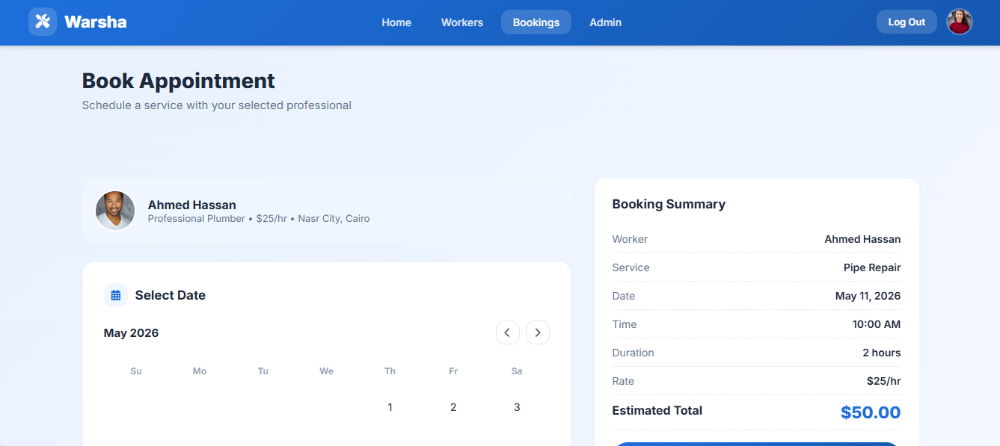 Warsha
Home Workers Bookings Admin
Log Out
Book Appointment
Schedule a service with your selected professional
Ahmed Hassan
Professional Plumber • $25/hr • Nasr City, Cairo
Select Date
May 2026
Su Mo Tu We Th Fr Sa
1 2 3
Booking Summary
Worker Ahmed Hassan
Service Pipe Repair
Date May 11, 2026
Time 10:00 AM
Duration 2 hours
Rate $25/hr
Estimated Total $50.00